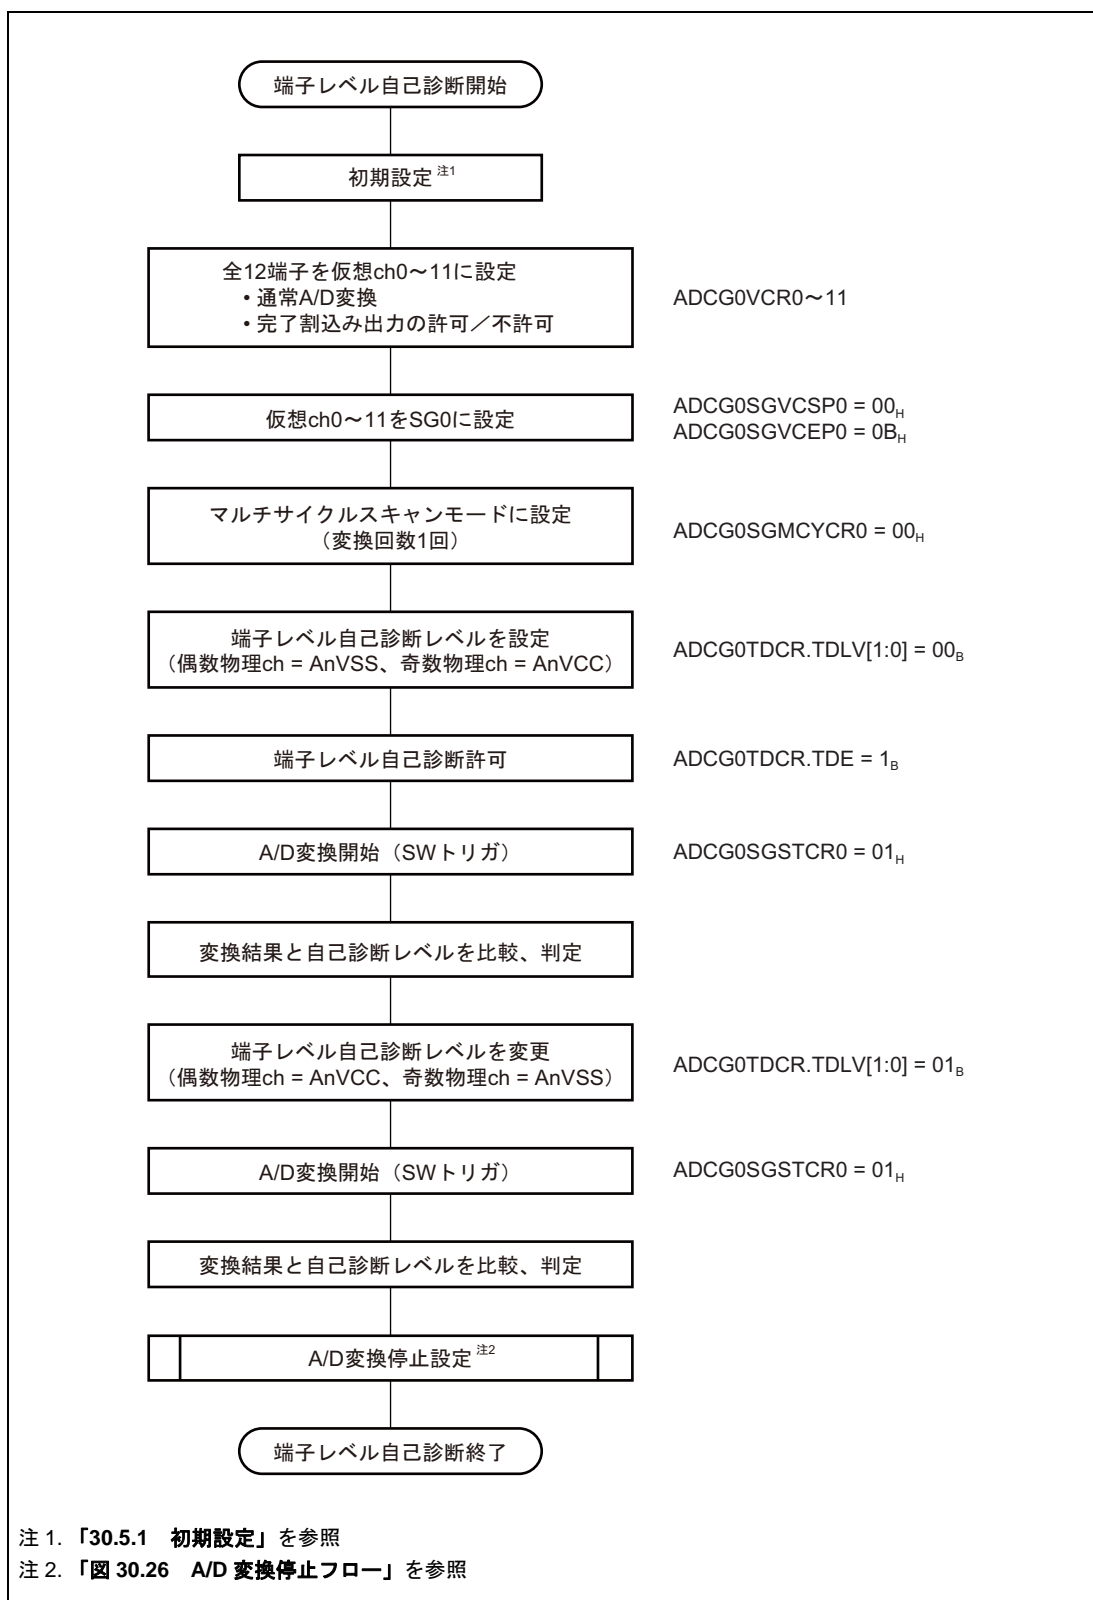 端子レベル自己診断開始
初期設定 注1
全12端子を仮想ch0～11に設定
• 通常A/D変換
• 完了割込み出力の許可／不許可
ADCG0VCR0～11
仮想ch0～11をSG0に設定
ADCG0SGVCSP0 = 00H
ADCG0SGVCEP0 = 0BH
マルチサイクルスキャンモードに設定
（変換回数1回）
ADCG0SGMCYCR0 = 00H
端子レベル自己診断レベルを設定
（偶数物理ch = AnVSS、奇数物理ch = AnVCC）
ADCG0TDCR.TDLV[1:0] = 00B
端子レベル自己診断許可
ADCG0TDCR.TDE = 1B
A/D変換開始（SWトリガ）
ADCG0SGSTCR0 = 01H
変換結果と自己診断レベルを比較、判定
端子レベル自己診断レベルを変更
（偶数物理ch = AnVCC、奇数物理ch = AnVSS）
ADCG0TDCR.TDLV[1:0] = 01B
A/D変換開始（SWトリガ）
ADCG0SGSTCR0 = 01H
変換結果と自己診断レベルを比較、判定
A/D変換停止設定 注2
端子レベル自己診断終了
注 1. 「30.5.1 初期設定」を参照
注 2. 「図 30.26 A/D 変換停止フロー」を参照